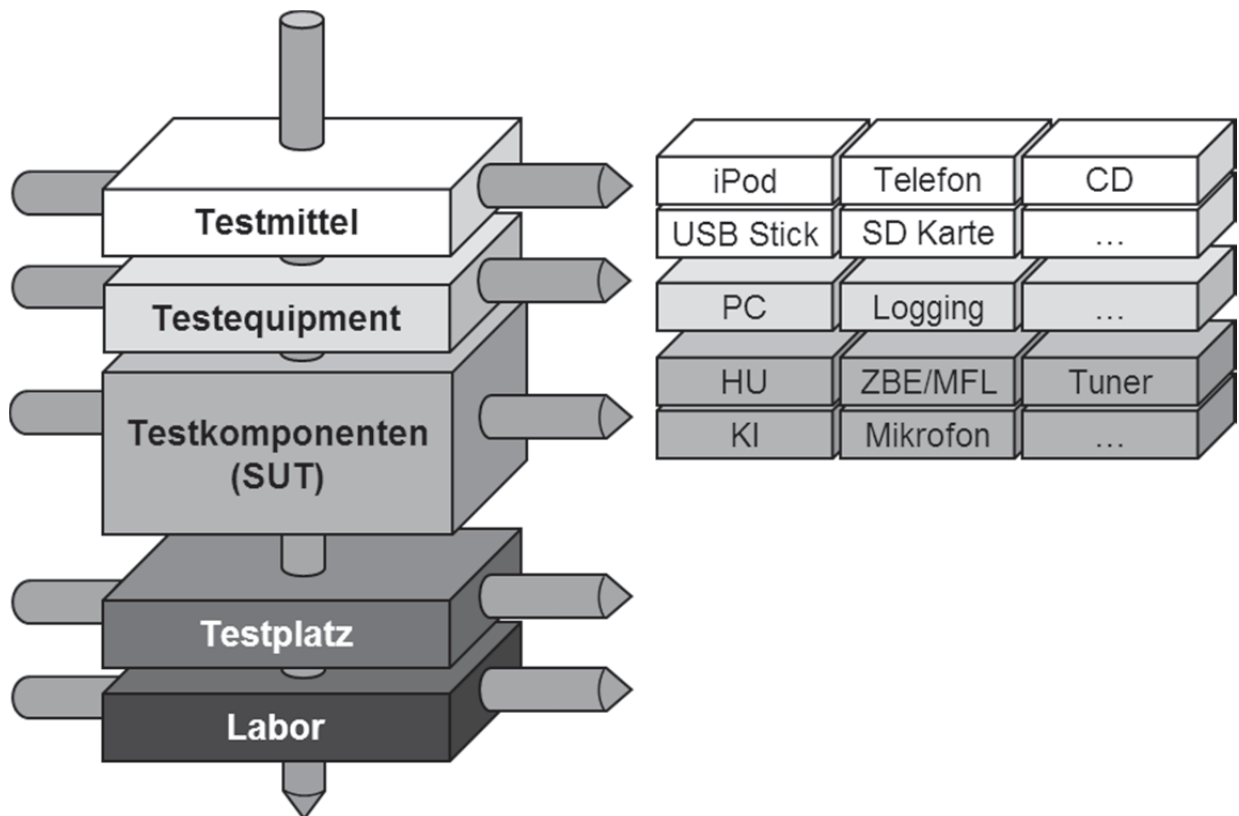 Testmittel
Testequipment
Testkomponenten
(SUT)
Testplatz
Labor
iPod Telefon CD
USB Stick SD Karte ...
PC Logging ...
HU ZBE/MFL Tuner
KI Mikrofon ...